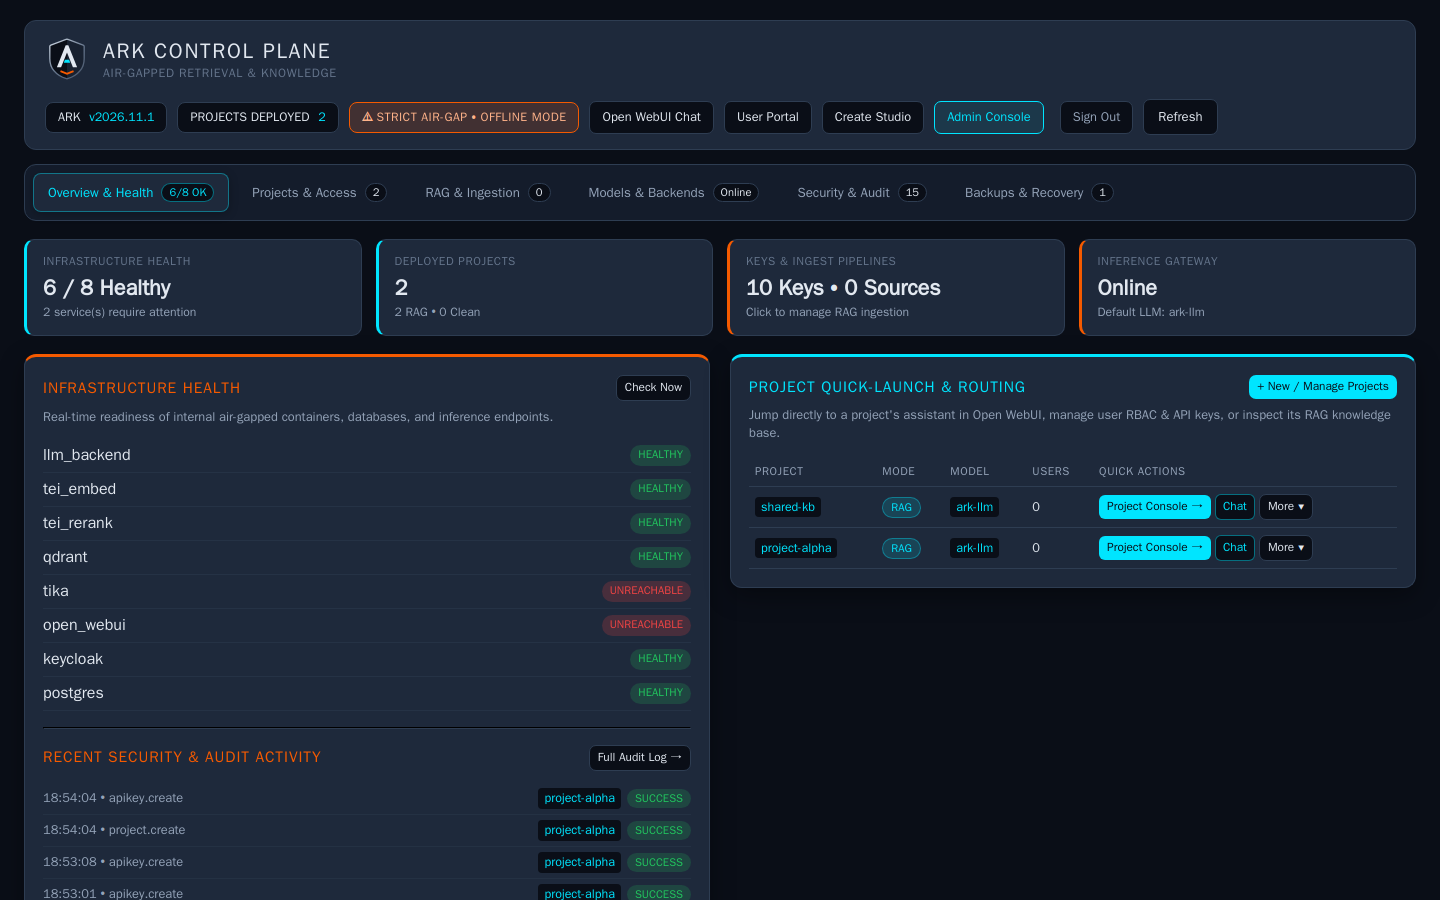 ARK CONTROL PLANE
AIR-GAPPED RETRIEVAL & KNOWLEDGE
ARK v2026.11.1
PROJECTS DEPLOYED 2
⚠ STRICT AIR-GAP • OFFLINE MODE
Open WebUI Chat
User Portal
Create Studio
Admin Console
Sign Out
Refresh
Overview & Health 6/8 OK
Projects & Access 2
RAG & Ingestion 0
Models & Backends Online
Security & Audit 15
Backups & Recovery 1
INFRASTRUCTURE HEALTH
6 / 8 Healthy
2 service(s) require attention
DEPLOYED PROJECTS
2
2 RAG • 0 Clean
KEYS & INGEST PIPELINES
10 Keys • 0 Sources
Click to manage RAG ingestion
INFERENCE GATEWAY
Online
Default LLM: ark-llm
INFRASTRUCTURE HEALTH
Check Now
Real-time readiness of internal air-gapped containers, databases, and inference endpoints.
llm_backend HEALTHY
tei_embed HEALTHY
tei_rerank HEALTHY
qdrant HEALTHY
tika UNREACHABLE
open_webui UNREACHABLE
keycloak HEALTHY
postgres HEALTHY
RECENT SECURITY & AUDIT ACTIVITY
Full Audit Log →
18:54:04 • apikey.create project-alpha SUCCESS
18:54:04 • project.create project-alpha SUCCESS
18:53:08 • apikey.create project-alpha SUCCESS
18:53:01 • apikey.create project-alpha SUCCESS
PROJECT QUICK-LAUNCH & ROUTING
+ New / Manage Projects
Jump directly to a project's assistant in Open WebUI, manage user RBAC & API keys, or inspect its RAG knowledge
base.
PROJECT MODE MODEL USERS QUICK ACTIONS
shared-kb RAG ark-llm 0 Project Console → Chat More ▾
project-alpha RAG ark-llm 0 Project Console → Chat More ▾